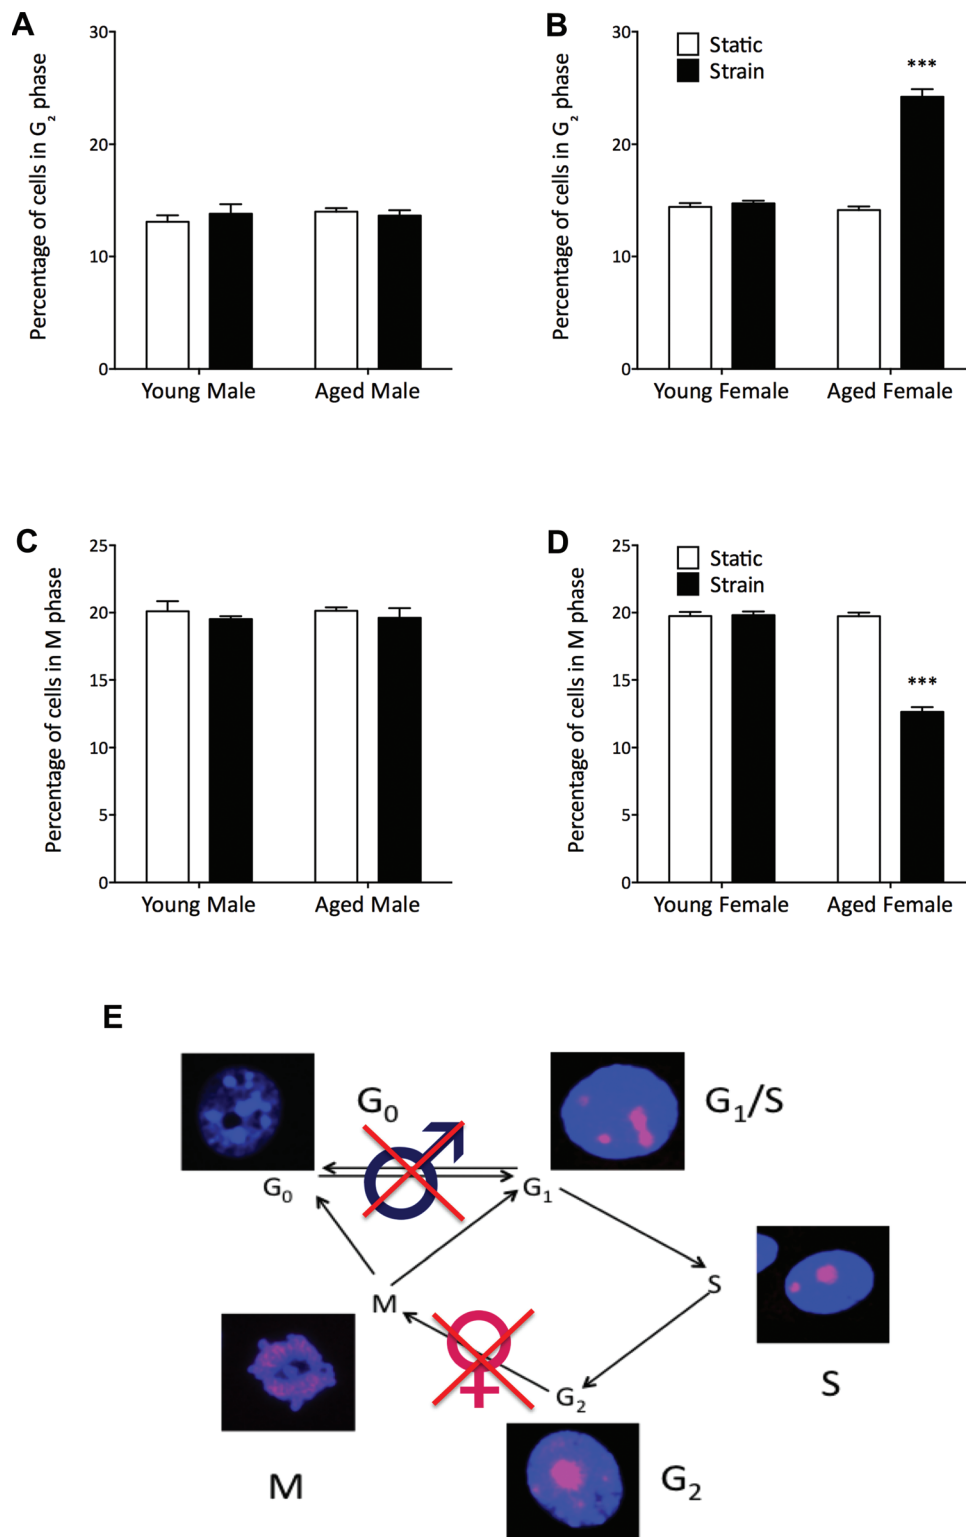 A
Percentage of cells in G₂ phase
30
20
10
0
Young Male
Aged Male
B
Percentage of cells in G₂ phase
30
20
10
0
Static
Strain
***
Young Female
Aged Female
C
Percentage of cells in M phase
25
20
15
10
5
0
Young Male
Aged Male
D
Percentage of cells in M phase
25
20
15
10
5
0
Static
Strain
***
Young Female
Aged Female
E
G₀
G₁/S
G₀
G₁
S
M
S
G₂
M
G₂